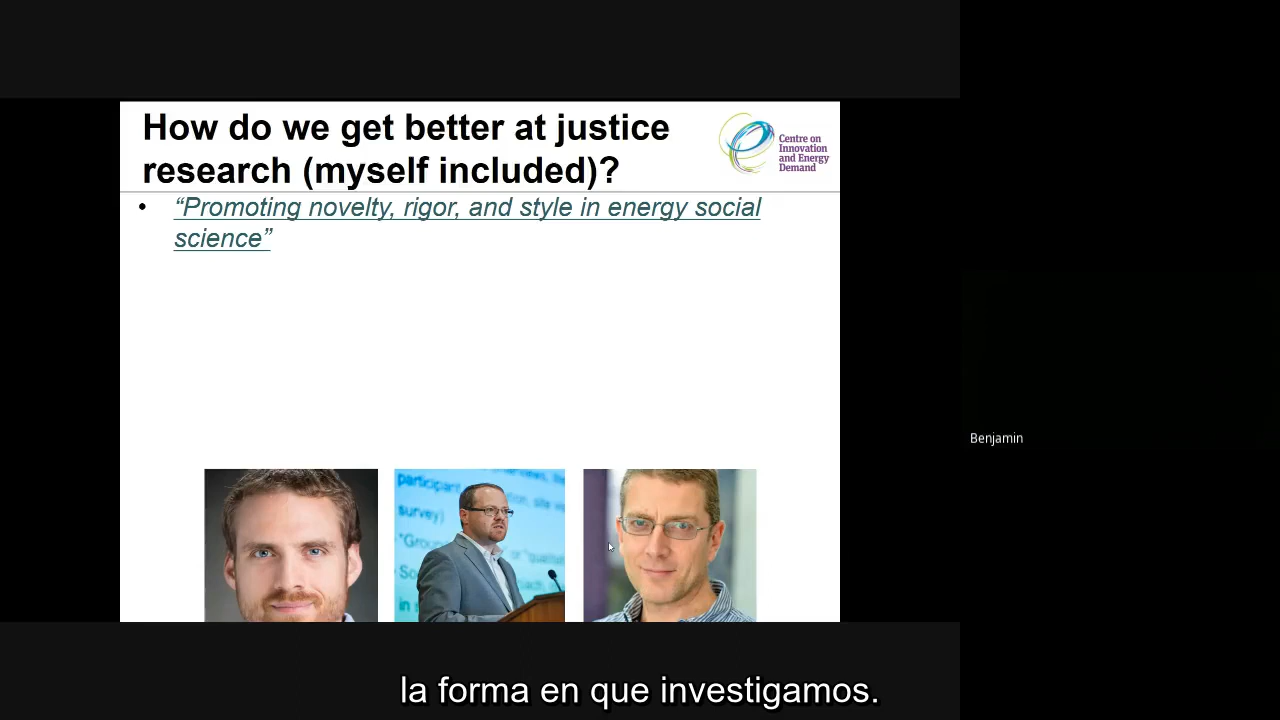 How do we get better at justice
research (myself included)?
Centre on
Innovation
and Energy
Demand
• “Promoting novelty, rigor, and style in energy social
science”
participant
survey)
Benjamin
la forma en que investigamos.